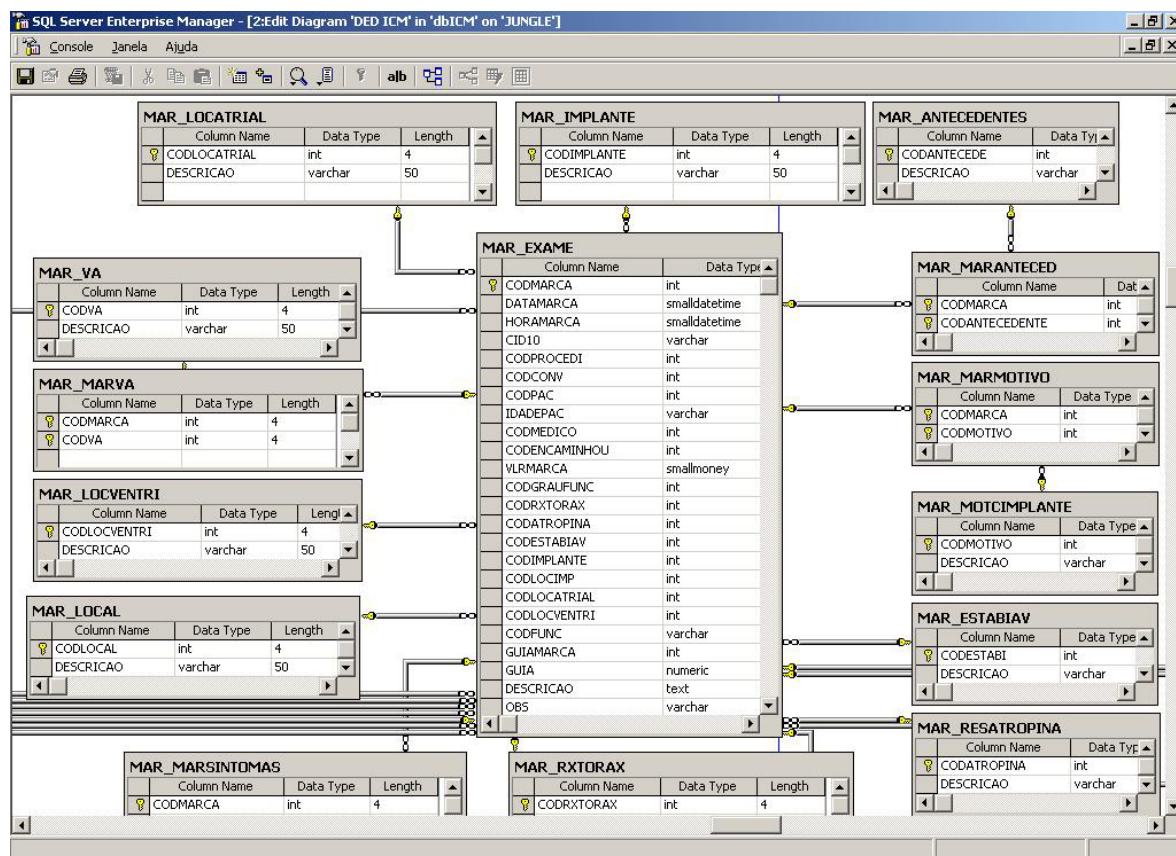 SQL Server Enterprise Manager - [2:Edit Diagram 'DED ICM' in 'dbICM' on 'JUNGLE']
Console Janela Ajuda
a|b
MAR_LOCATRIAL
Column Name Data Type Length
CODLOCATRIAL int 4
DESCRICAO varchar 50
MAR_IMPLANTE
Column Name Data Type Length
CODIMPLANTE int 4
DESCRICAO varchar 50
MAR_ANTECEDENTES
Column Name Data Typ
CODANTECEDE int
DESCRICAO varchar
MAR_VA
Column Name Data Type Length
CODVA int 4
DESCRICAO varchar 50
MAR_MARVA
Column Name Data Type Length
CODMARCA int 4
CODVA int 4
MAR_LOCVENTRI
Column Name Data Type Lengt
CODLOCVENTRI int 4
DESCRICAO varchar 50
MAR_LOCAL
Column Name Data Type Length
CODLOCAL int 4
DESCRICAO varchar 50
MAR_EXAME
Column Name Data Type
CODMARCA int
DATAMARCA smalldatetime
HORAMARCA smalldatetime
CID10 varchar
CODPROCEDI int
CODCONV int
CODPAC int
IDADEPAC varchar
CODMEDICO int
CODENCAMINHOU int
VLRMARCA smallmoney
CODGRAUFUNC int
CODRXTORAX int
CODATROPINA int
CODESTABIAV int
CODIMPLANTE int
CODLOCIMP int
CODLOCATRIAL int
CODLOCVENTRI int
CODFUNC varchar
GUIAMARCA int
GUIA numeric
DESCRICAO text
OBS varchar
MAR_MARANTECED
Column Name Dat
CODMARCA int
CODANTECEDENTE int
MAR_MARMOTIVO
Column Name Data Type
CODMARCA int
CODMOTIVO int
MAR_MOTCIMPLANTE
Column Name Data Type
CODMOTIVO int
DESCRICAO varchar
MAR_ESTABIAV
Column Name Data Type
CODESTABI int
DESCRICAO varchar
MAR_RESATROPINA
Column Name Data Typ
CODATROPINA int
DESCRICAO varchar
MAR_MARSINTOMAS
Column Name Data Type Length
CODMARCA int 4
MAR_RXTORAX
Column Name Data Type Length
CODRXTORAX int 4